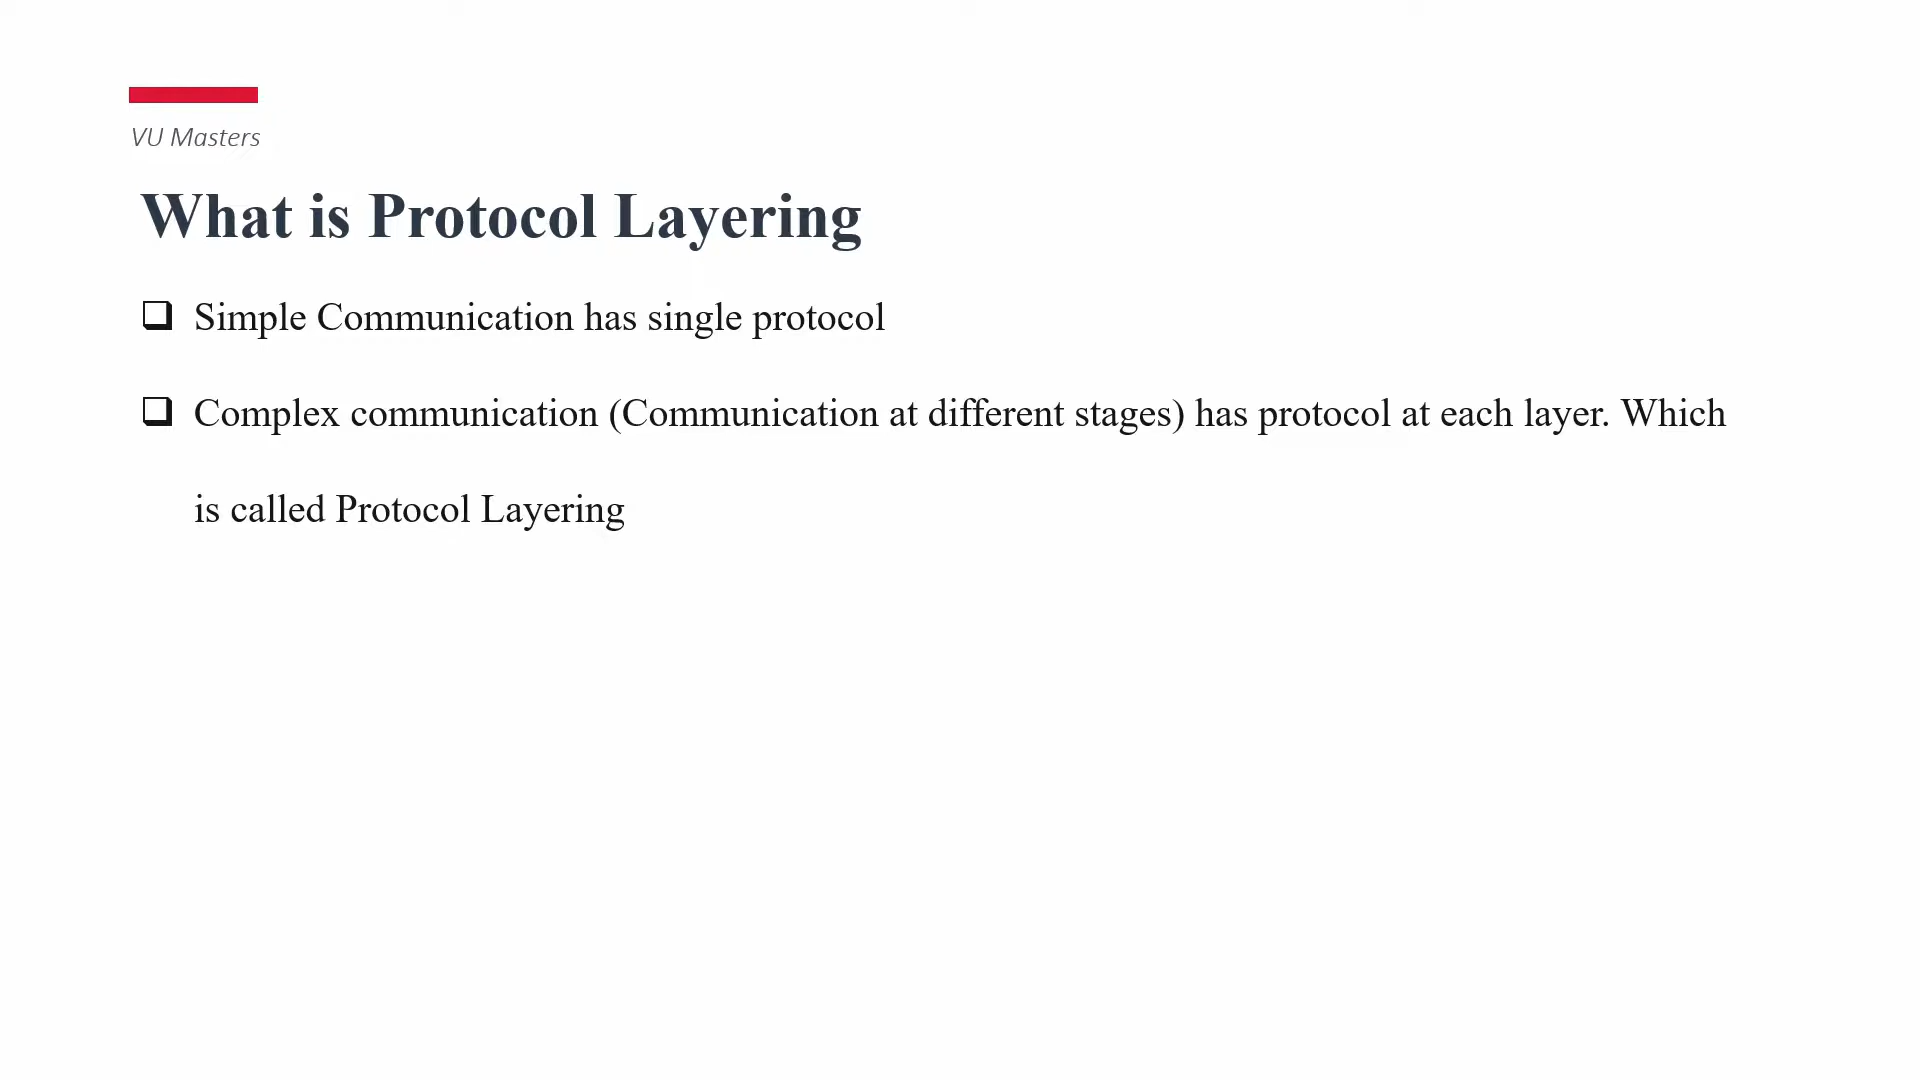 VU Masters
What is Protocol Layering
Simple Communication has single protocol
Complex communication (Communication at different stages) has protocol at each layer. Which
is called Protocol Layering